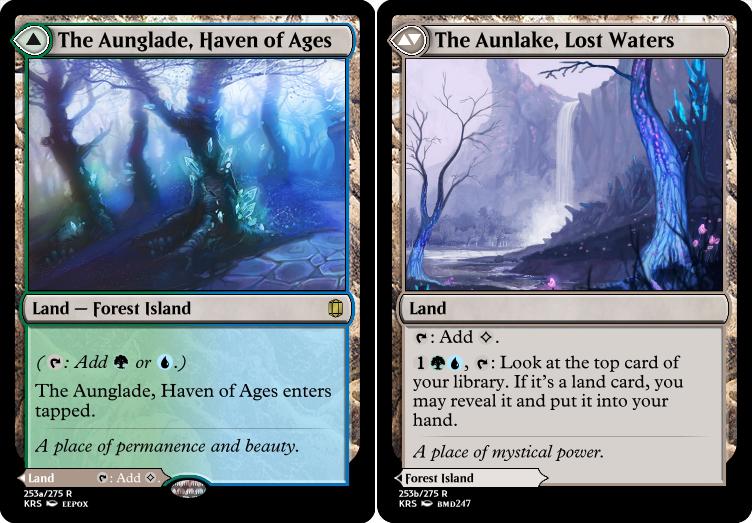 The Aunglade, Haven of Ages
Land — Forest Island
( : Add or .)
The Aunglade, Haven of Ages enters
tapped.
A place of permanence and beauty.
Land : Add .
253a/275 R
KRS EEPOX
The Aunlake, Lost Waters
Land
: Add .
1 , : Look at the top card of
your library. If it's a land card, you
may reveal it and put it into your
hand.
A place of mystical power.
Forest Island
253b/275 R
KRS BMD247